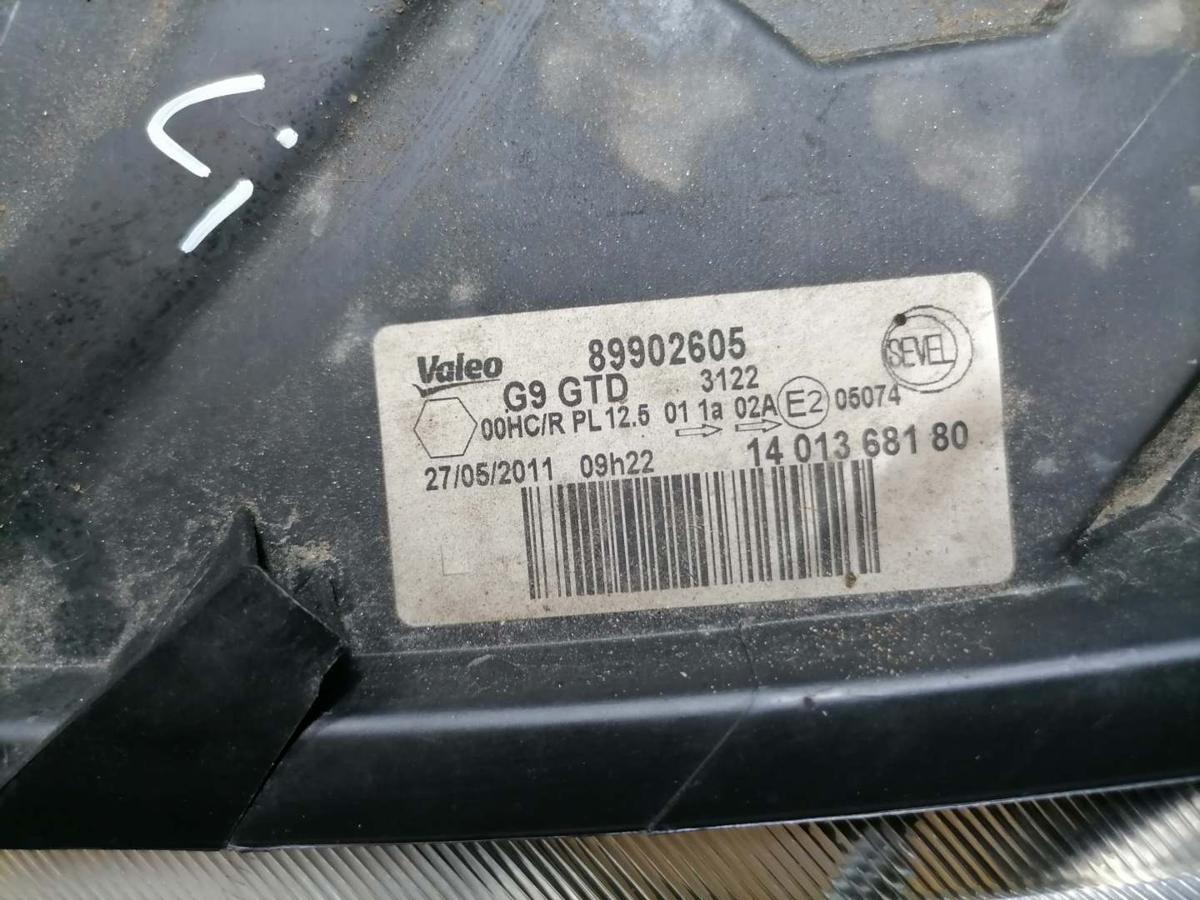 Valeo 89902605 SEVEL
G9 GTD 3122
00HC/R PL 12.5 01 1a 02A E2 05074
14 013 681 80
27/05/2011 09h22